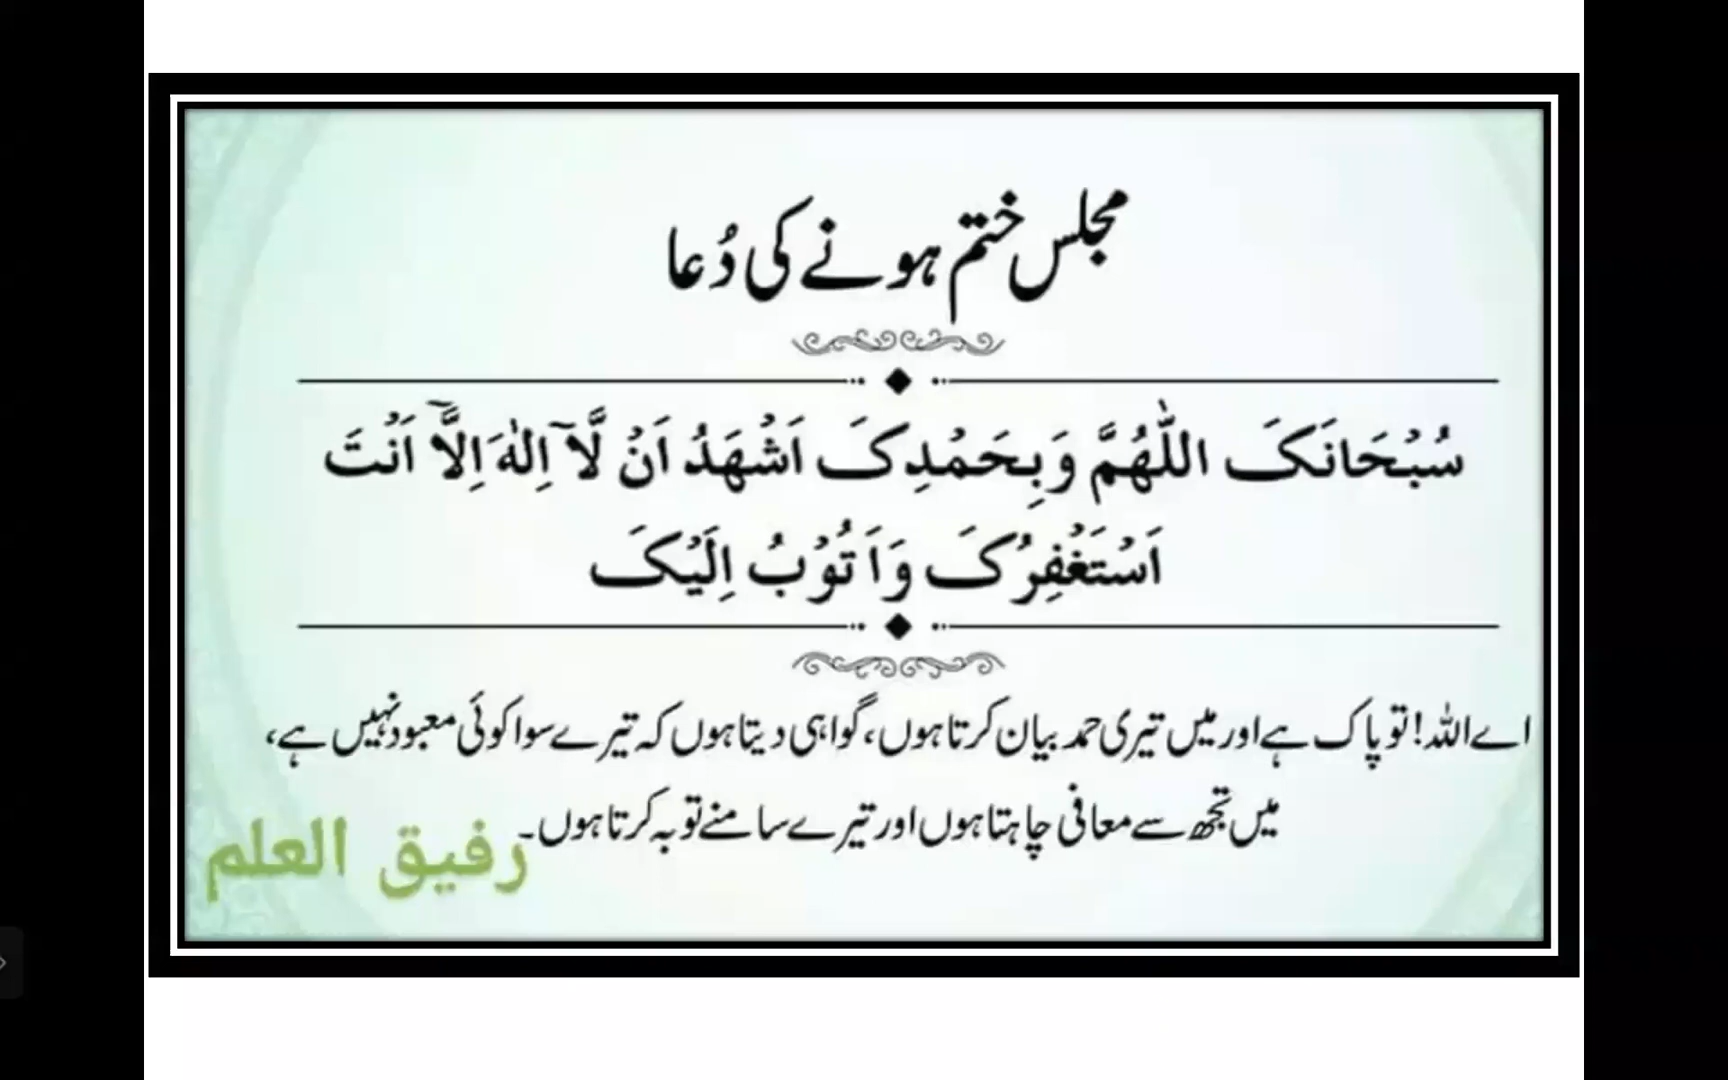 مجلس ختم ہونے کی دُعا
سُبْحَانَکَ اللّٰهُمَّ وَبِحَمْدِکَ اَشْهَدُ اَنْ لَّآ اِلٰهَ اِلَّآ اَنْتَ
اَسْتَغْفِرُکَ وَاَتُوْبُ اِلَیْکَ
اے اللہ! تو پاک ہے اور میں تیری حمد بیان کرتا ہوں، گواہی دیتا ہوں کہ تیرے سوا کوئی معبود نہیں ہے،
میں تجھ سے معافی چاہتا ہوں اور تیرے سامنے توبہ کرتا ہوں۔
رفیق العلم